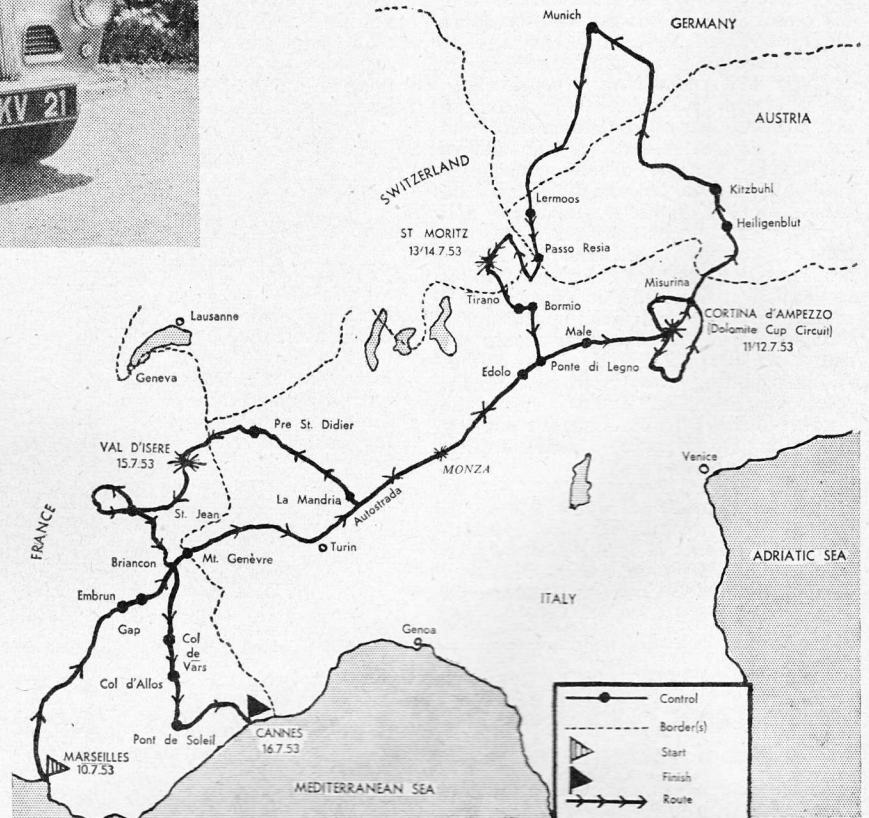 KV 21
Munich
GERMANY
AUSTRIA
SWITZERLAND
Kitzbuhl
Lermoos
Heiligenblut
ST MORITZ
13/14.7.53
Passo Resia
Misurina
Tirano
Bormio
CORTINA d'AMPEZZO
(Dolomite Cup Circuit)
11/12.7.53
Lausanne
Male
Geneva
Edolo
Ponte di Legno
Pre St. Didier
VAL D'ISERE
15.7.53
MONZA
Venice
La Mandria
Autostrada
St. Jean
FRANCE
Turin
Mt. Genèvre
Briancon
ADRIATIC SEA
Embrun
ITALY
Gap
Genoa
Col
de
Vars
Col d'Allos
Control
Border(s)
Pont de Soleil
CANNES
16.7.53
Start
MARSEILLES
10.7.53
Finish
MEDITERRANEAN SEA
Route